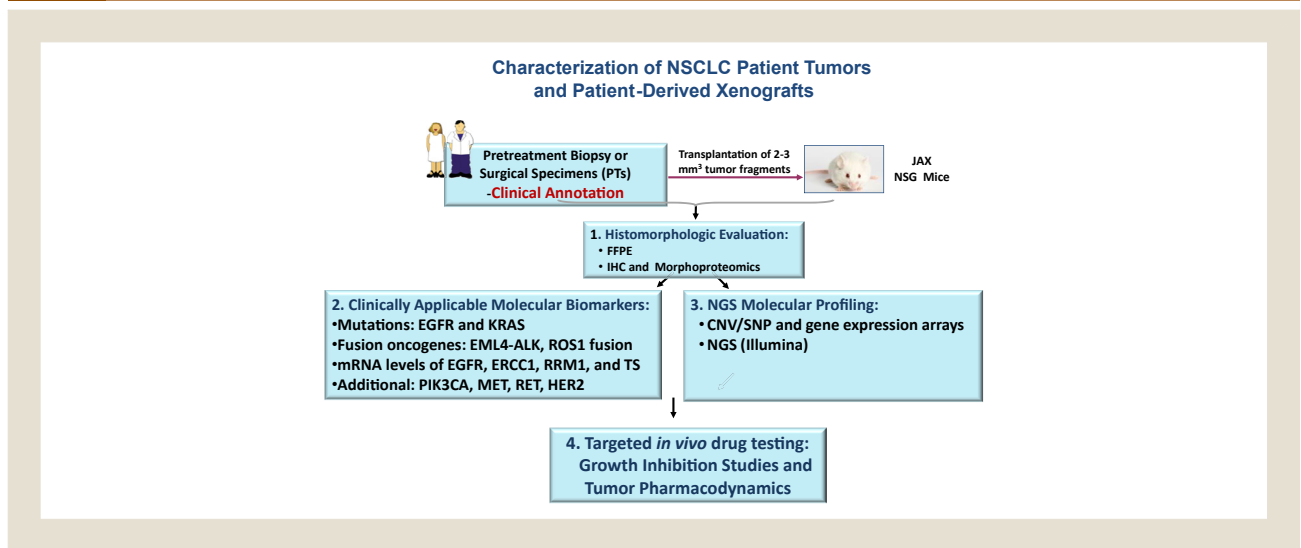 Characterization of NSCLC Patient Tumors
and Patient-Derived Xenografts
Pretreatment Biopsy or
Surgical Specimens (PTs)
-Clinical Annotation
Transplantation of 2-3
mm³ tumor fragments
JAX
NSG Mice
1. Histomorphologic Evaluation:
• FFPE
• IHC and Morphoproteomics
2. Clinically Applicable Molecular Biomarkers:
•Mutations: EGFR and KRAS
•Fusion oncogenes: EML4-ALK, ROS1 fusion
•mRNA levels of EGFR, ERCC1, RRM1, and TS
•Additional: PIK3CA, MET, RET, HER2
3. NGS Molecular Profiling:
• CNV/SNP and gene expression arrays
• NGS (Illumina)
4. Targeted in vivo drug testing:
Growth Inhibition Studies and
Tumor Pharmacodynamics